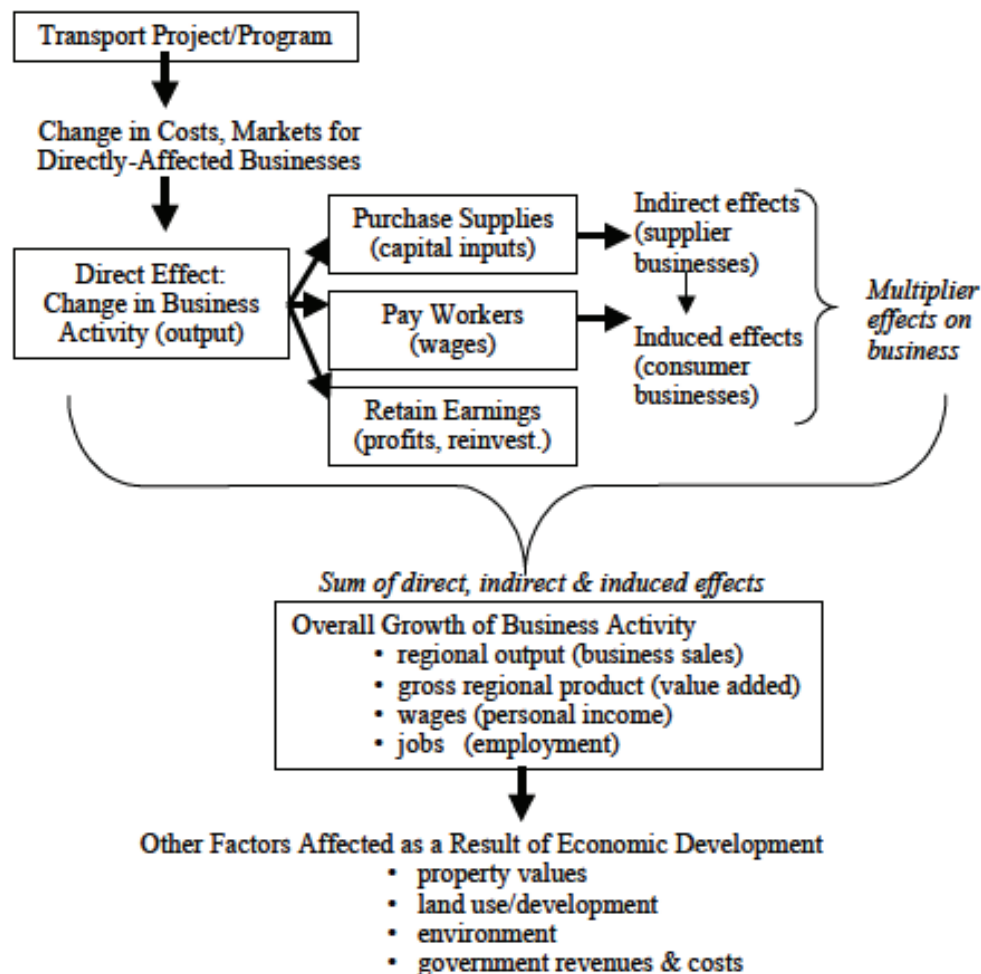 Transport Project/Program
Change in Costs, Markets for
Directly-Affected Businesses
Direct Effect:
Change in Business
Activity (output)
Purchase Supplies
(capital inputs)
Pay Workers
(wages)
Retain Earnings
(profits, reinvest.)
Indirect effects
(supplier
businesses)
Induced effects
(consumer
businesses)
Multiplier
effects on
business
Sum of direct, indirect & induced effects
Overall Growth of Business Activity
• regional output (business sales)
• gross regional product (value added)
• wages (personal income)
• jobs (employment)
Other Factors Affected as a Result of Economic Development
• property values
• land use/development
• environment
• government revenues & costs